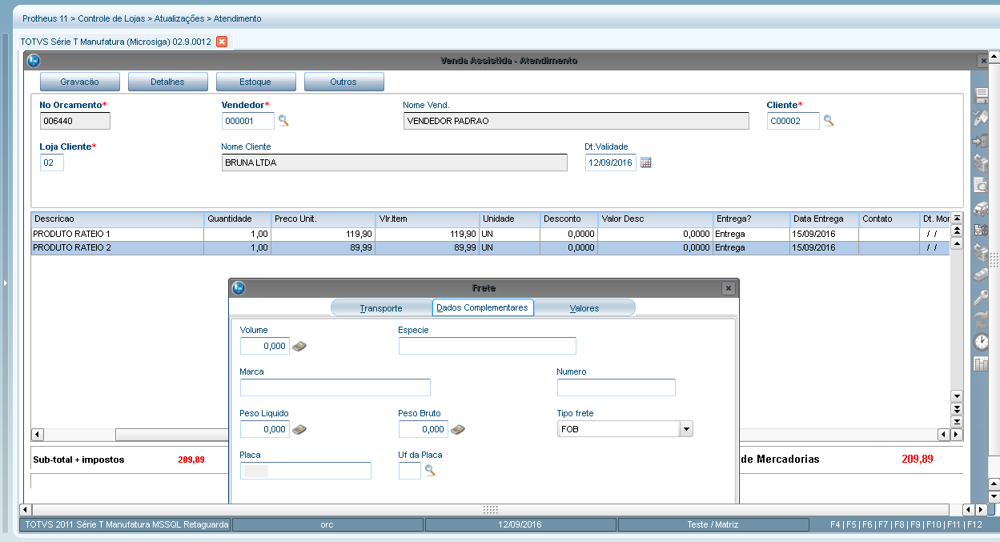 Protheus 11 > Controle de Lojas > Atualizações > Atendimento
TOTVS Série T Manufatura (Microsiga) 02.9.0012
Venda Assistida - Atendimento
Gravacão Detalhes Estoque Outros
No Orcamento* Vendedor* Nome Vend. Cliente*
006440 000001 VENDEDOR PADRAO C00002
Loja Cliente* Nome Cliente Dt.Validade
02 BRUNA LTDA 12/09/2016
Descricao Quantidade Preco Unit. Vlr.Item Unidade Desconto Valor Desc Entrega? Data Entrega Contato Dt. Mor
PRODUTO RATEIO 1 1,00 119,90 119,90 UN 0,0000 0,0000 Entrega 15/09/2016 / /
PRODUTO RATEIO 2 1,00 89,99 89,99 UN 0,0000 0,0000 Entrega 15/09/2016 / /
Frete
Transporte Dados Complementares Valores
Volume Especie
0,000
Marca Numero
Peso Liquido Peso Bruto Tipo frete
0,000 0,000 FOB
Placa Uf da Placa
Sub-total + impostos 209,89 de Mercadorias 209,89
TOTVS 2011 Série T Manufatura MSSQL Retaguarda orc 12/09/2016 Teste / Matriz F4 | F5 | F6 | F7 | F8 | F9 | F10 | F11 | F12